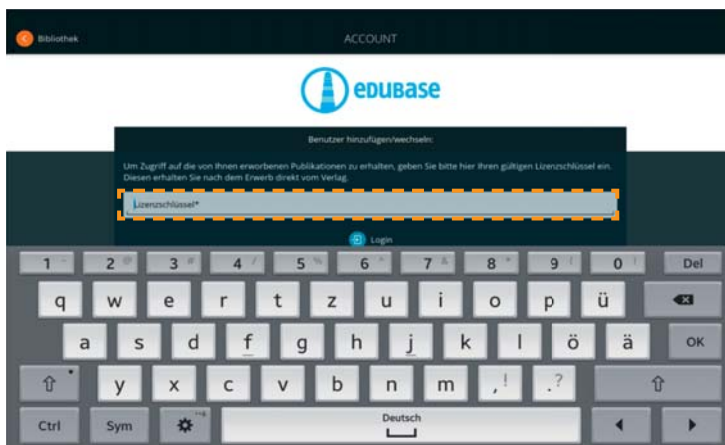 Bibliothek
ACCOUNT
EDUBASE
Benutzer hinzufügen/wechseln:
Um Zugriff auf die von Ihnen erworbenen Publikationen zu erhalten, geben Sie bitte hier Ihren gültigen Lizenzschlüssel ein.
Diesen erhalten Sie nach dem Erwerb direkt vom Verlag.
Lizenzschlüssel*
Login
1 2 3 4 5 6 7 8 9 0 Del
q w e r t z u i o p ü
a s d f g h j k l ö ä OK
y x c v b n m , ! . ?
Ctrl Sym Deutsch